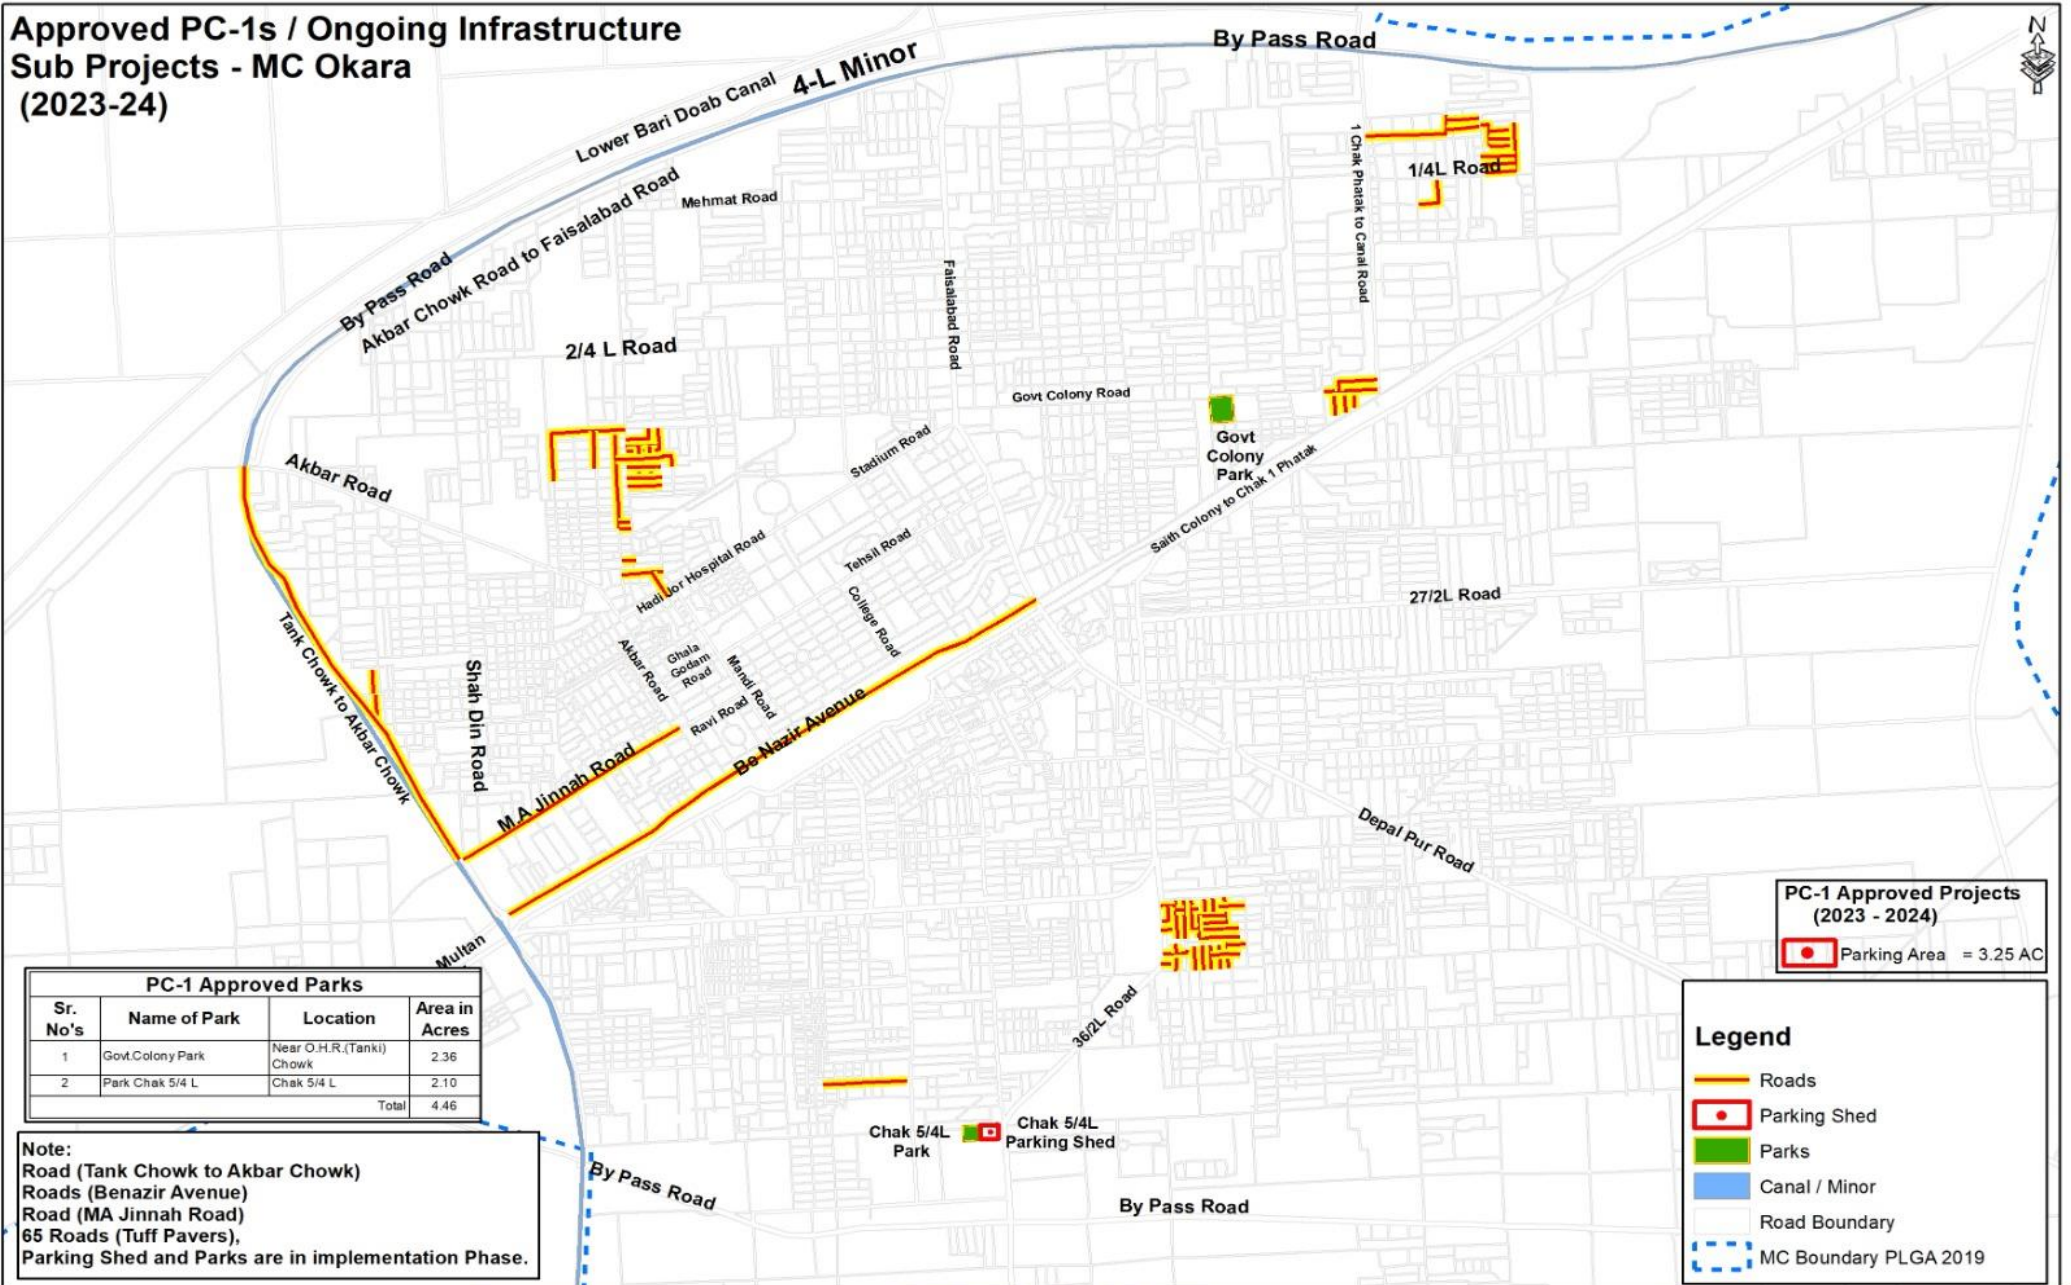 Approved PC-1s / Ongoing Infrastructure
Sub Projects - MC Okara
(2023-24)
N
By Pass Road
4-L Minor
Lower Bari Doab Canal
1 Chak Phatak to Canal Road
1/4L Road
Mehmat Road
Akbar Chowk Road to Faisalabad Road
By Pass Road
Faisalabad Road
2/4 L Road
Govt Colony Road
Govt
Colony
Park
Stadium Road
Saith Colony to Chak 1 Phatak
Akbar Road
Tehsil Road
Hadi Jor Hospital Road
College Road
27/2L Road
Tank Chowk to Akbar Chowk
Shah Din Road
Akbar Road
Ghala
Godam
Road
Mandi Road
Ravi Road
Be Nazir Avenue
M.A Jinnah Road
Depal Pur Road
Multan
36/2L Road
Chak 5/4L
Park
Chak 5/4L
Parking Shed
By Pass Road
By Pass Road
PC-1 Approved Projects
(2023 - 2024)
Parking Area = 3.25 AC
PC-1 Approved Parks
Sr. No's Name of Park Location Area in Acres
1 Govt.Colony Park Near O.H.R.(Tanki) Chowk 2.36
2 Park Chak 5/4 L Chak 5/4 L 2.10
Total 4.46
Note:
Road (Tank Chowk to Akbar Chowk)
Roads (Benazir Avenue)
Road (MA Jinnah Road)
65 Roads (Tuff Pavers),
Parking Shed and Parks are in implementation Phase.
Legend
Roads
Parking Shed
Parks
Canal / Minor
Road Boundary
MC Boundary PLGA 2019